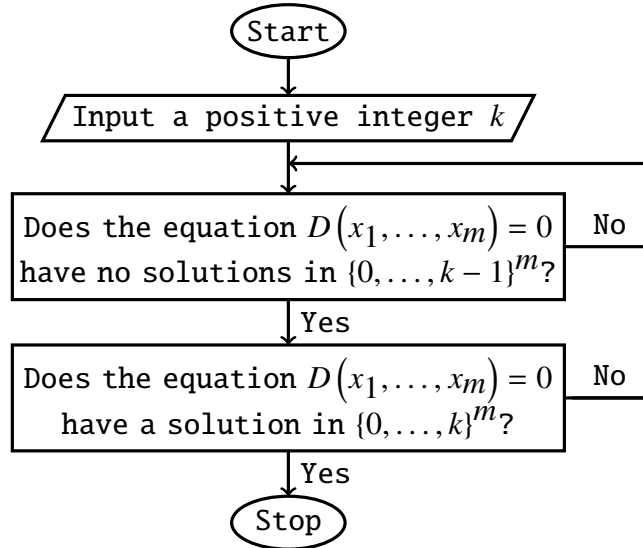 Start
Input a positive integer k
Does the equation D(x₁,…,xₘ) = 0
have no solutions in {0,…,k − 1}ᵐ?
No
Yes
Does the equation D(x₁,…,xₘ) = 0
have a solution in {0,…,k}ᵐ?
No
Yes
Stop